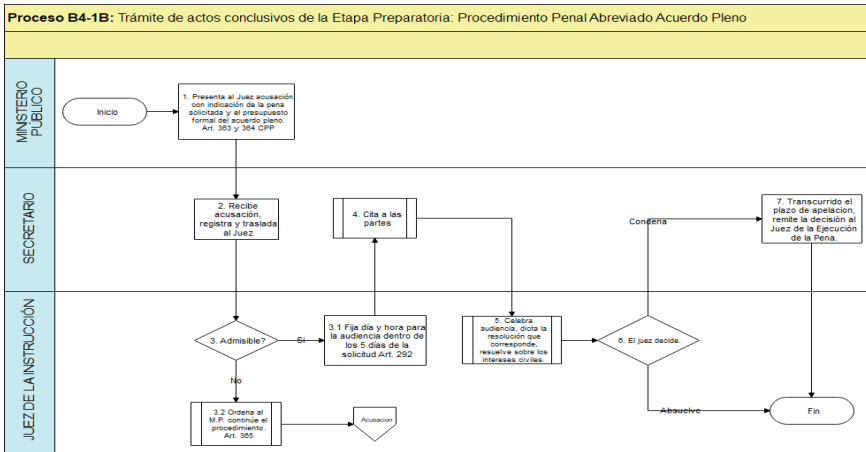 Proceso B4-1B: Trámite de actos conclusivos de la Etapa Preparatoria: Procedimiento Penal Abreviado Acuerdo Pleno
MINISTERIO
PÚBLICO
Inicio
1. Presenta al Juez acusación
con indicación de la pena
solicitada y el presupuesto
formal del acuerdo pleno.
Art. 363 y 364 CPP
SECRETARIO
2. Recibe
acusación,
registra y traslada
al Juez
4. Cita a las
partes
Condena
7. Transcurrido el
plazo de apelacion,
remite la decisión al
Juez de la Ejecución
de la Pena.
JUEZ DE LA INSTRUCCIÓN
3. Admisible?
Si
3.1 Fija día y hora para
la audiencia dentro de
los 5 días de la
solicitud Art. 292
5. Celebra
audiencia, dicta la
resolución que
corresponde,
resuelve sobre los
intereses civiles.
6. El juez decide.
No
3.2 Ordena al
M.P. continúe el
procedimiento.
Art. 365
Acusacion
Absuelve
Fin